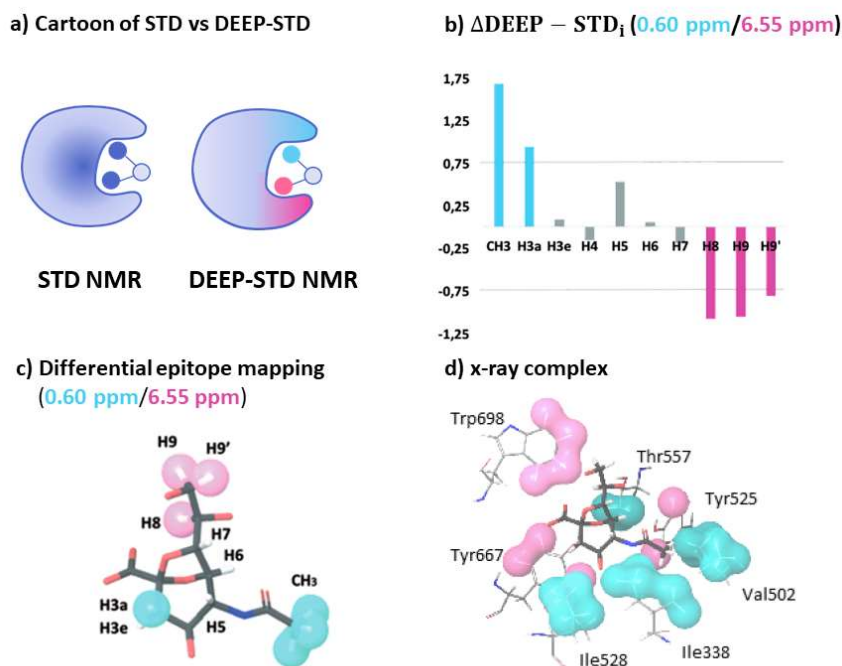 a) Cartoon of STD vs DEEP-STD
STD NMR
DEEP-STD NMR
b) ΔDEEP − STDi (0.60 ppm/6.55 ppm)
1,75
1,25
0,75
0,25
-0,25
-0,75
-1,25
CH3 H3a H3e H4 H5 H6 H7 H8 H9 H9'
c) Differential epitope mapping
(0.60 ppm/6.55 ppm)
H9
H9'
H8
H7
H6
CH3
H3a
H3e
H5
d) x-ray complex
Trp698
Thr557
Tyr525
Tyr667
Val502
Ile338
Ile528